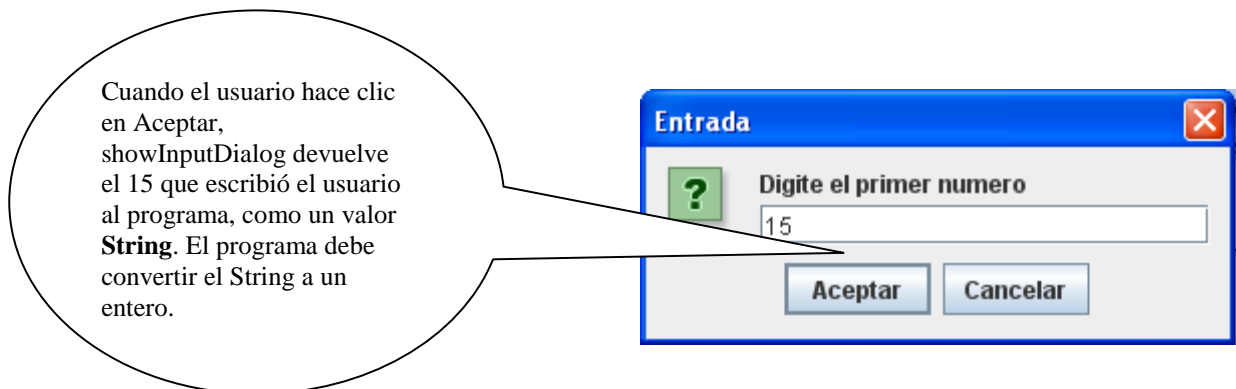 Cuando el usuario hace clic
en Aceptar,
showInputDialog devuelve
el 15 que escribió el usuario
al programa, como un valor
String. El programa debe
convertir el String a un
entero.
Entrada
?
Digite el primer numero
15
Aceptar
Cancelar